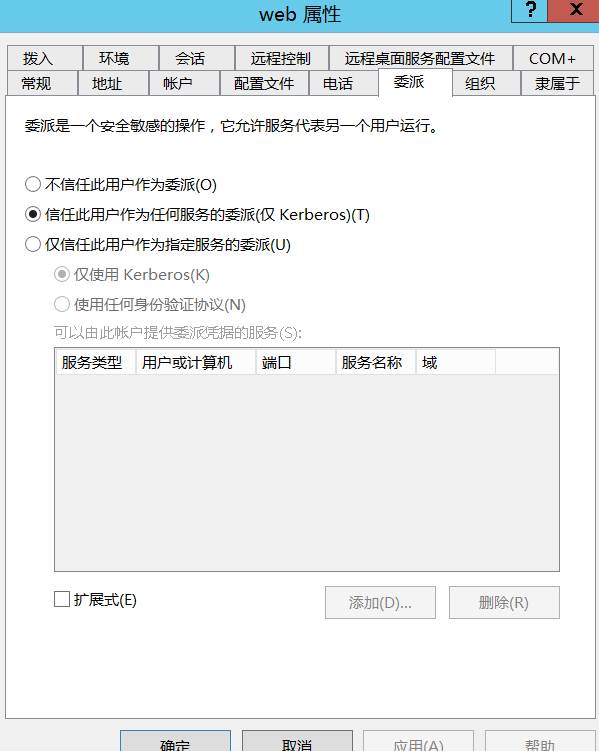 web 属性
?
X
拨入 环境 会话 远程控制 远程桌面服务配置文件 COM+
常规 地址 帐户 配置文件 电话 委派 组织 隶属于
委派是一个安全敏感的操作，它允许服务代表另一个用户运行。
不信任此用户作为委派(O)
信任此用户作为任何服务的委派(仅 Kerberos)(T)
仅信任此用户作为指定服务的委派(U)
仅使用 Kerberos(K)
使用任何身份验证协议(N)
可以由此帐户提供委派凭据的服务(S):
服务类型 用户或计算机 端口 服务名称 域
扩展式(E)
添加(D)... 删除(R)
确定 取消 应用(A) 帮助